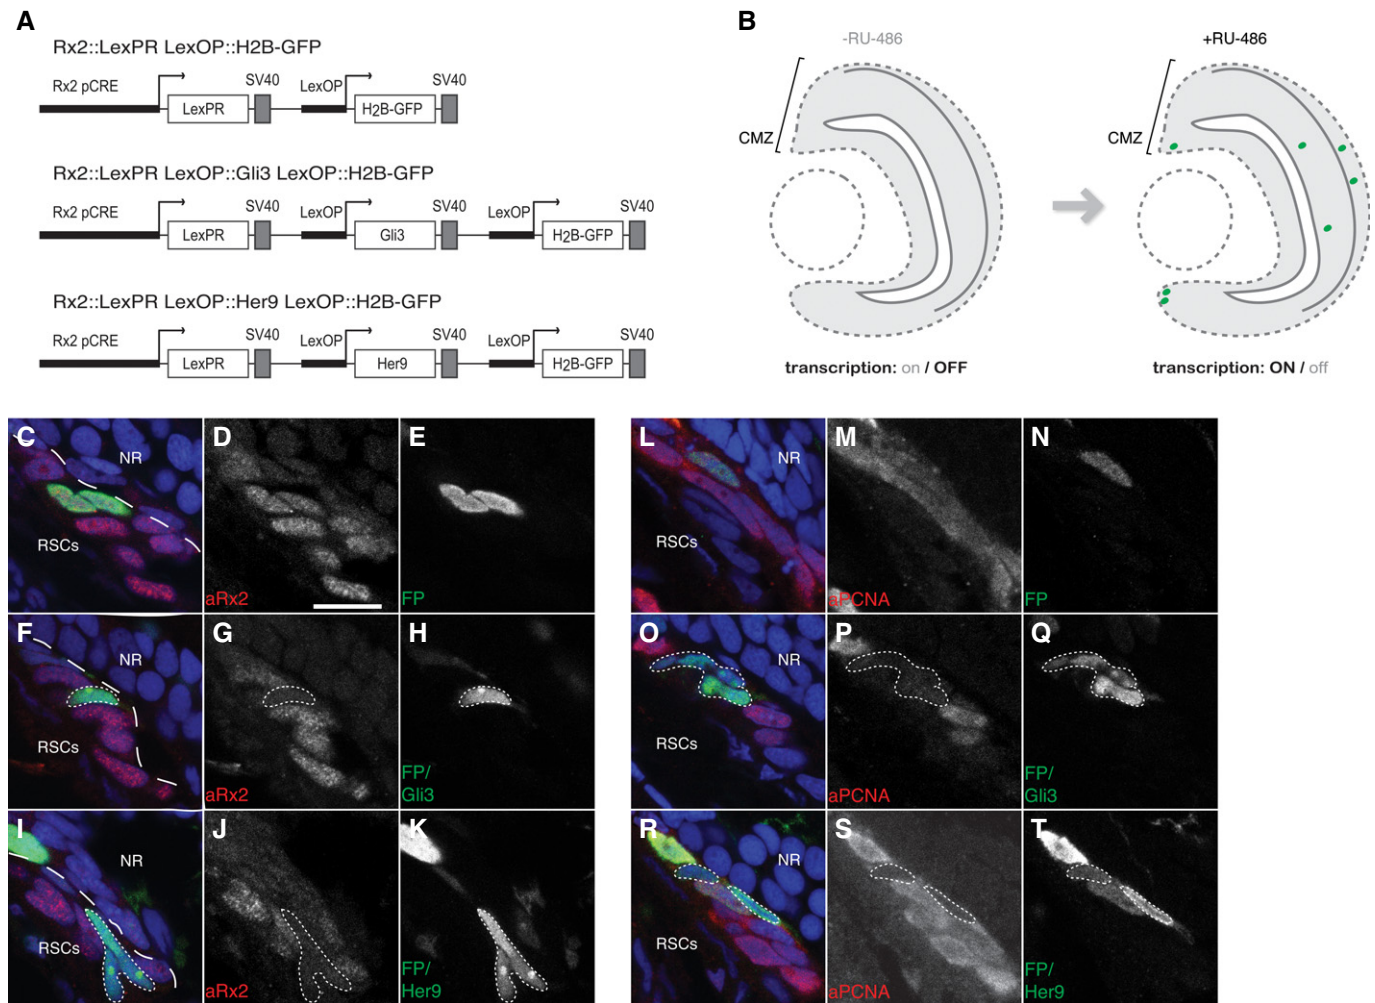 A
Rx2::LexPR LexOP::H2B-GFP
Rx2 pCRE
SV40
LexOP
SV40
LexPR
H2B-GFP
Rx2::LexPR LexOP::Gli3 LexOP::H2B-GFP
Rx2 pCRE
SV40
LexOP
SV40
LexOP
SV40
LexPR
Gli3
H2B-GFP
Rx2::LexPR LexOP::Her9 LexOP::H2B-GFP
Rx2 pCRE
SV40
LexOP
SV40
LexOP
SV40
LexPR
Her9
H2B-GFP
B
-RU-486
+RU-486
CMZ
CMZ
transcription: on / OFF
transcription: ON / off
C
NR
RSCs
D
aRx2
E
FP
F
NR
RSCs
G
aRx2
H
FP/
Gli3
I
NR
RSCs
J
aRx2
K
FP/
Her9
L
NR
RSCs
M
aPCNA
N
FP
O
NR
RSCs
P
aPCNA
Q
FP/
Gli3
R
NR
RSCs
S
aPCNA
T
FP/
Her9